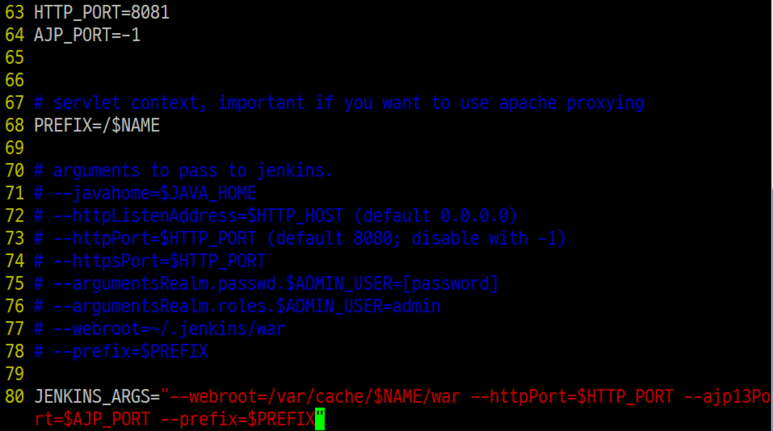 63 HTTP_PORT=8081
64 AJP_PORT=-1
65
66
67 # servlet context, important if you want to use apache proxying
68 PREFIX=/$NAME
69
70 # arguments to pass to jenkins.
71 # --javahome=$JAVA_HOME
72 # --httpListenAddress=$HTTP_HOST (default 0.0.0.0)
73 # --httpPort=$HTTP_PORT (default 8080; disable with -1)
74 # --httpsPort=$HTTP_PORT
75 # --argumentsRealm.passwd.$ADMIN_USER=[password]
76 # --argumentsRealm.roles.$ADMIN_USER=admin
77 # --webroot=~/.jenkins/war
78 # --prefix=$PREFIX
79
80 JENKINS_ARGS="--webroot=/var/cache/$NAME/war --httpPort=$HTTP_PORT --ajp13Po
rt=$AJP_PORT --prefix=$PREFIX"